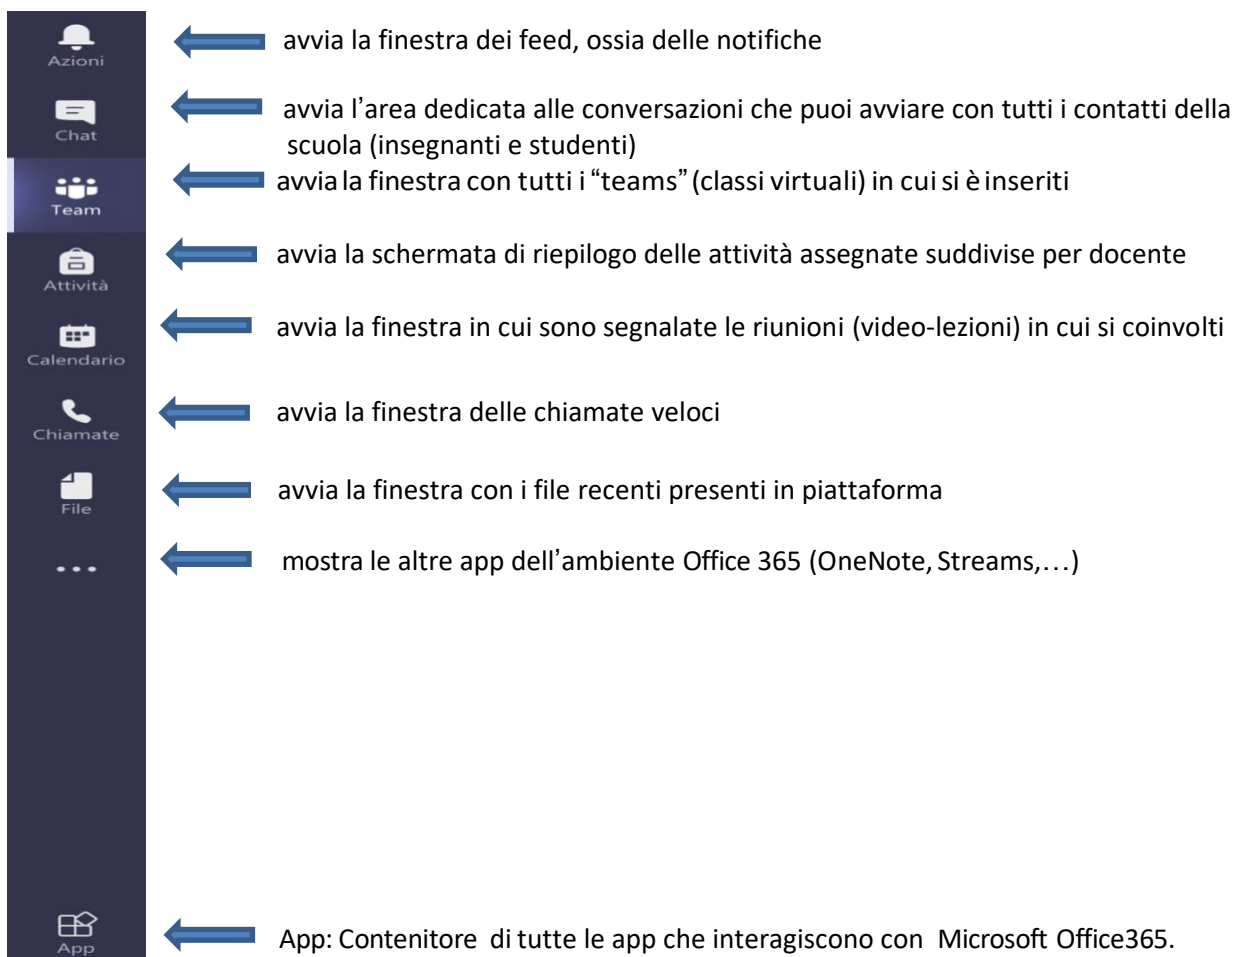 Azioni
avvia la finestra dei feed, ossia delle notifiche
Chat
avvia l’area dedicata alle conversazioni che puoi avviare con tutti i contatti della
scuola (insegnanti e studenti)
Team
avvia la finestra con tutti i “teams” (classi virtuali) in cui si è inseriti
Attività
avvia la schermata di riepilogo delle attività assegnate suddivise per docente
Calendario
avvia la finestra in cui sono segnalate le riunioni (video-lezioni) in cui si coinvolti
Chiamate
avvia la finestra delle chiamate veloci
File
avvia la finestra con i file recenti presenti in piattaforma
...
mostra le altre app dell’ambiente Office 365 (OneNote, Streams,…)
App
App: Contenitore di tutte le app che interagiscono con Microsoft Office365.